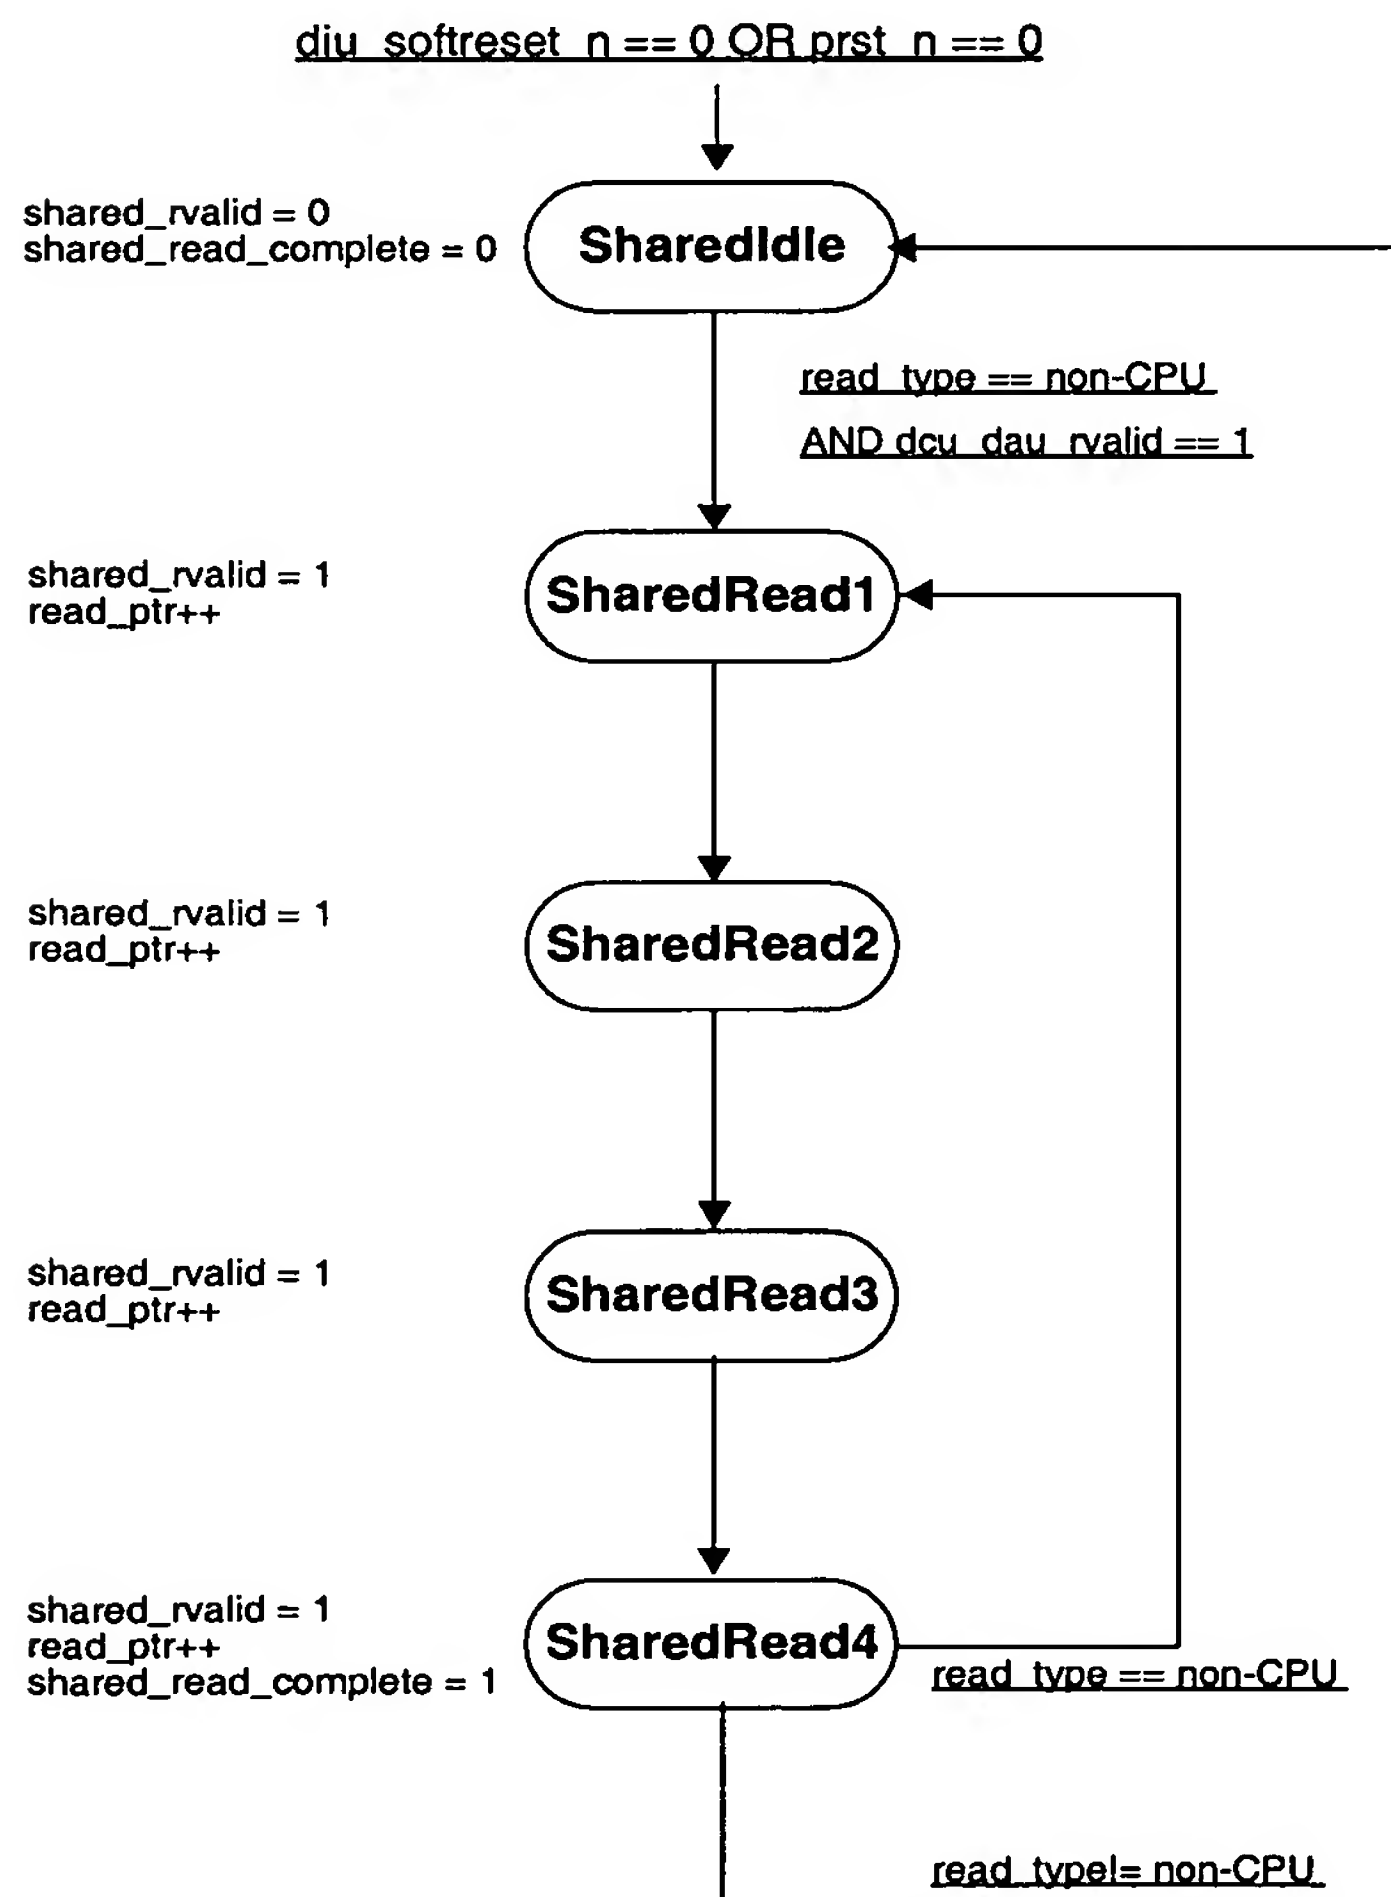 diu_softreset_n == 0 OR prst_n == 0
shared_rvalid = 0
shared_read_complete = 0
SharedIdle
read_type == non-CPU
AND dcu_dau_rvalid == 1
shared_rvalid = 1
read_ptr++
SharedRead1
shared_rvalid = 1
read_ptr++
SharedRead2
shared_rvalid = 1
read_ptr++
SharedRead3
shared_rvalid = 1
read_ptr++
shared_read_complete = 1
SharedRead4
read_type == non-CPU
read_type!= non-CPU